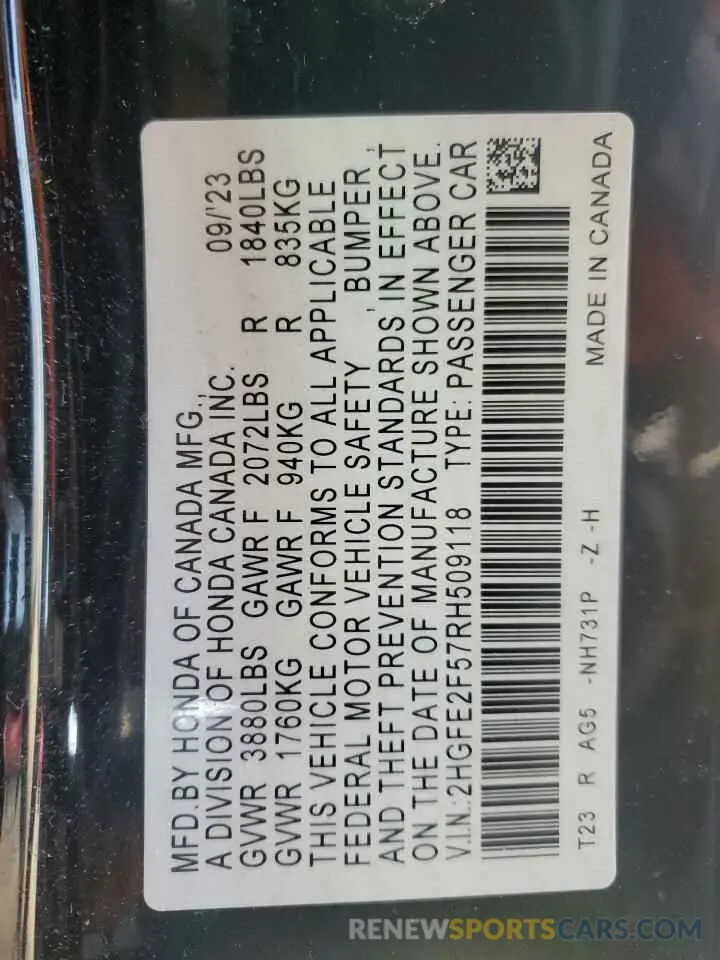 MFD.BY HONDA OF CANADA MFG.,
A DIVISION OF HONDA CANADA INC. 09/'23
GVWR 3880LBS GAWR F 2072LBS R 1840LBS
GVWR 1760KG GAWR F 940KG R 835KG
THIS VEHICLE CONFORMS TO ALL APPLICABLE
FEDERAL MOTOR VEHICLE SAFETY , BUMPER ,
AND THEFT PREVENTION STANDARDS IN EFFECT
ON THE DATE OF MANUFACTURE SHOWN ABOVE.
V.I.N.:2HGFE2F57RH509118 TYPE: PASSENGER CAR
T23 R AG5 -NH731P -Z -H MADE IN CANADA
RENEWSPORTSCARS.COM